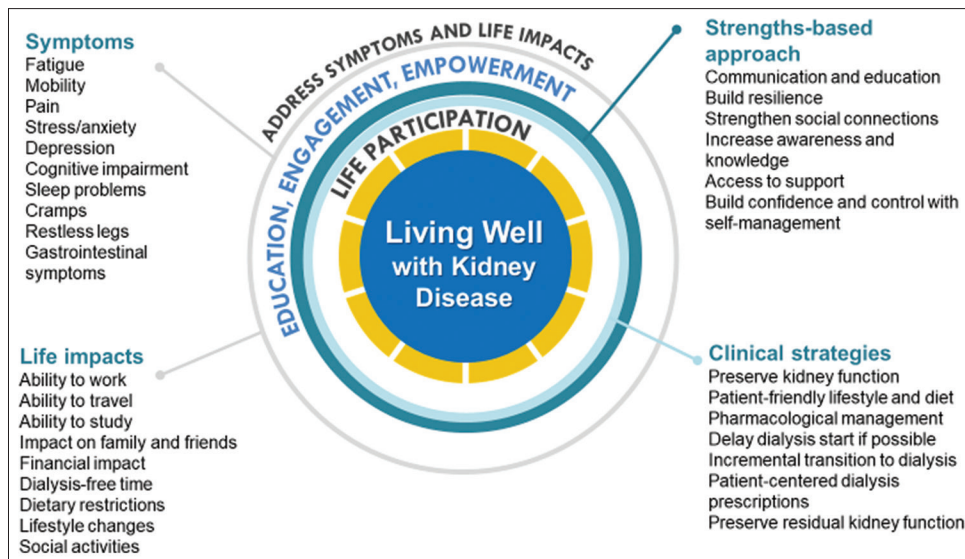 Symptoms
Fatigue
Mobility
Pain
Stress/anxiety
Depression
Cognitive impairment
Sleep problems
Cramps
Restless legs
Gastrointestinal
symptoms
Life impacts
Ability to work
Ability to travel
Ability to study
Impact on family and friends
Financial impact
Dialysis-free time
Dietary restrictions
Lifestyle changes
Social activities
ADDRESS SYMPTOMS AND LIFE IMPACTS
EDUCATION, ENGAGEMENT, EMPOWERMENT
LIFE PARTICIPATION
Living Well
with Kidney
Disease
Strengths-based
approach
Communication and education
Build resilience
Strengthen social connections
Increase awareness and
knowledge
Access to support
Build confidence and control with
self-management
Clinical strategies
Preserve kidney function
Patient-friendly lifestyle and diet
Pharmacological management
Delay dialysis start if possible
Incremental transition to dialysis
Patient-centered dialysis
prescriptions
Preserve residual kidney function